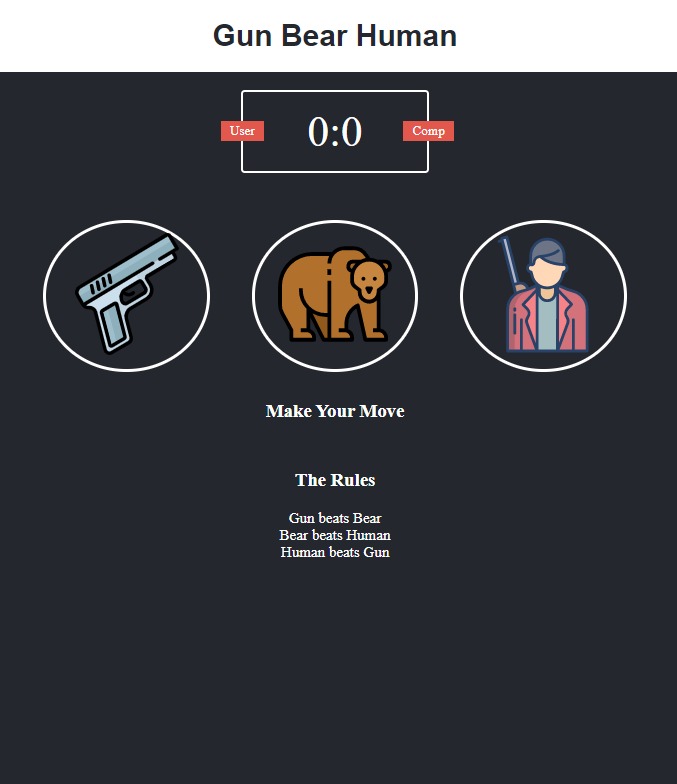 Gun Bear Human
User
0:0
Comp
Make Your Move
The Rules
Gun beats Bear
Bear beats Human
Human beats Gun